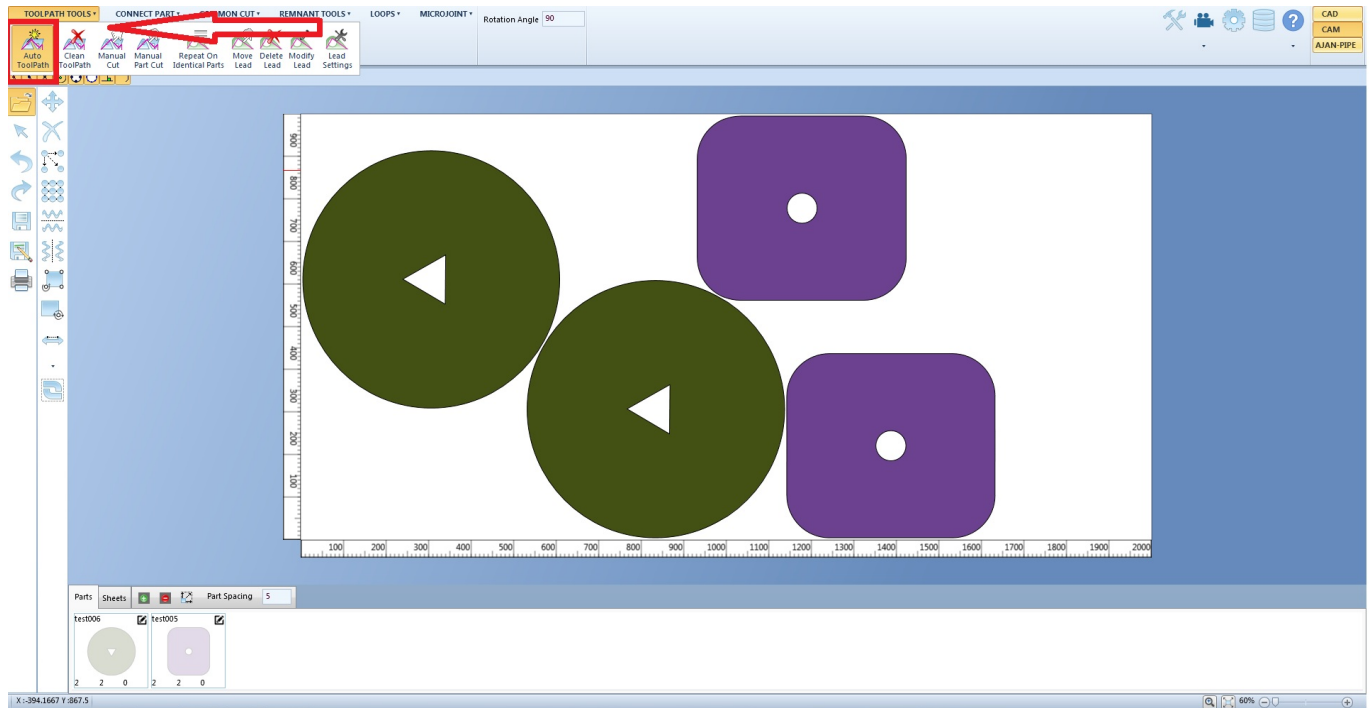 TOOLPATH TOOLS CONNECT PART COMMON CUT REMNANT TOOLS LOOPS MICROJOINT Rotation Angle 90
Auto ToolPath
Clean ToolPath
Manual Cut
Manual Part Cut
Repeat On Identical Parts
Move Lead
Delete Lead
Modify Lead
Lead Settings
CAD
CAM
AJAN-PIPE
900
800
700
600
500
400
300
200
100
100 200 300 400 500 600 700 800 900 1000 1100 1200 1300 1400 1500 1600 1700 1800 1900 2000
Parts Sheets Part Spacing 5
test006 test005
2 2 0 2 2 0
X :-394.1667 Y :867.5 60%